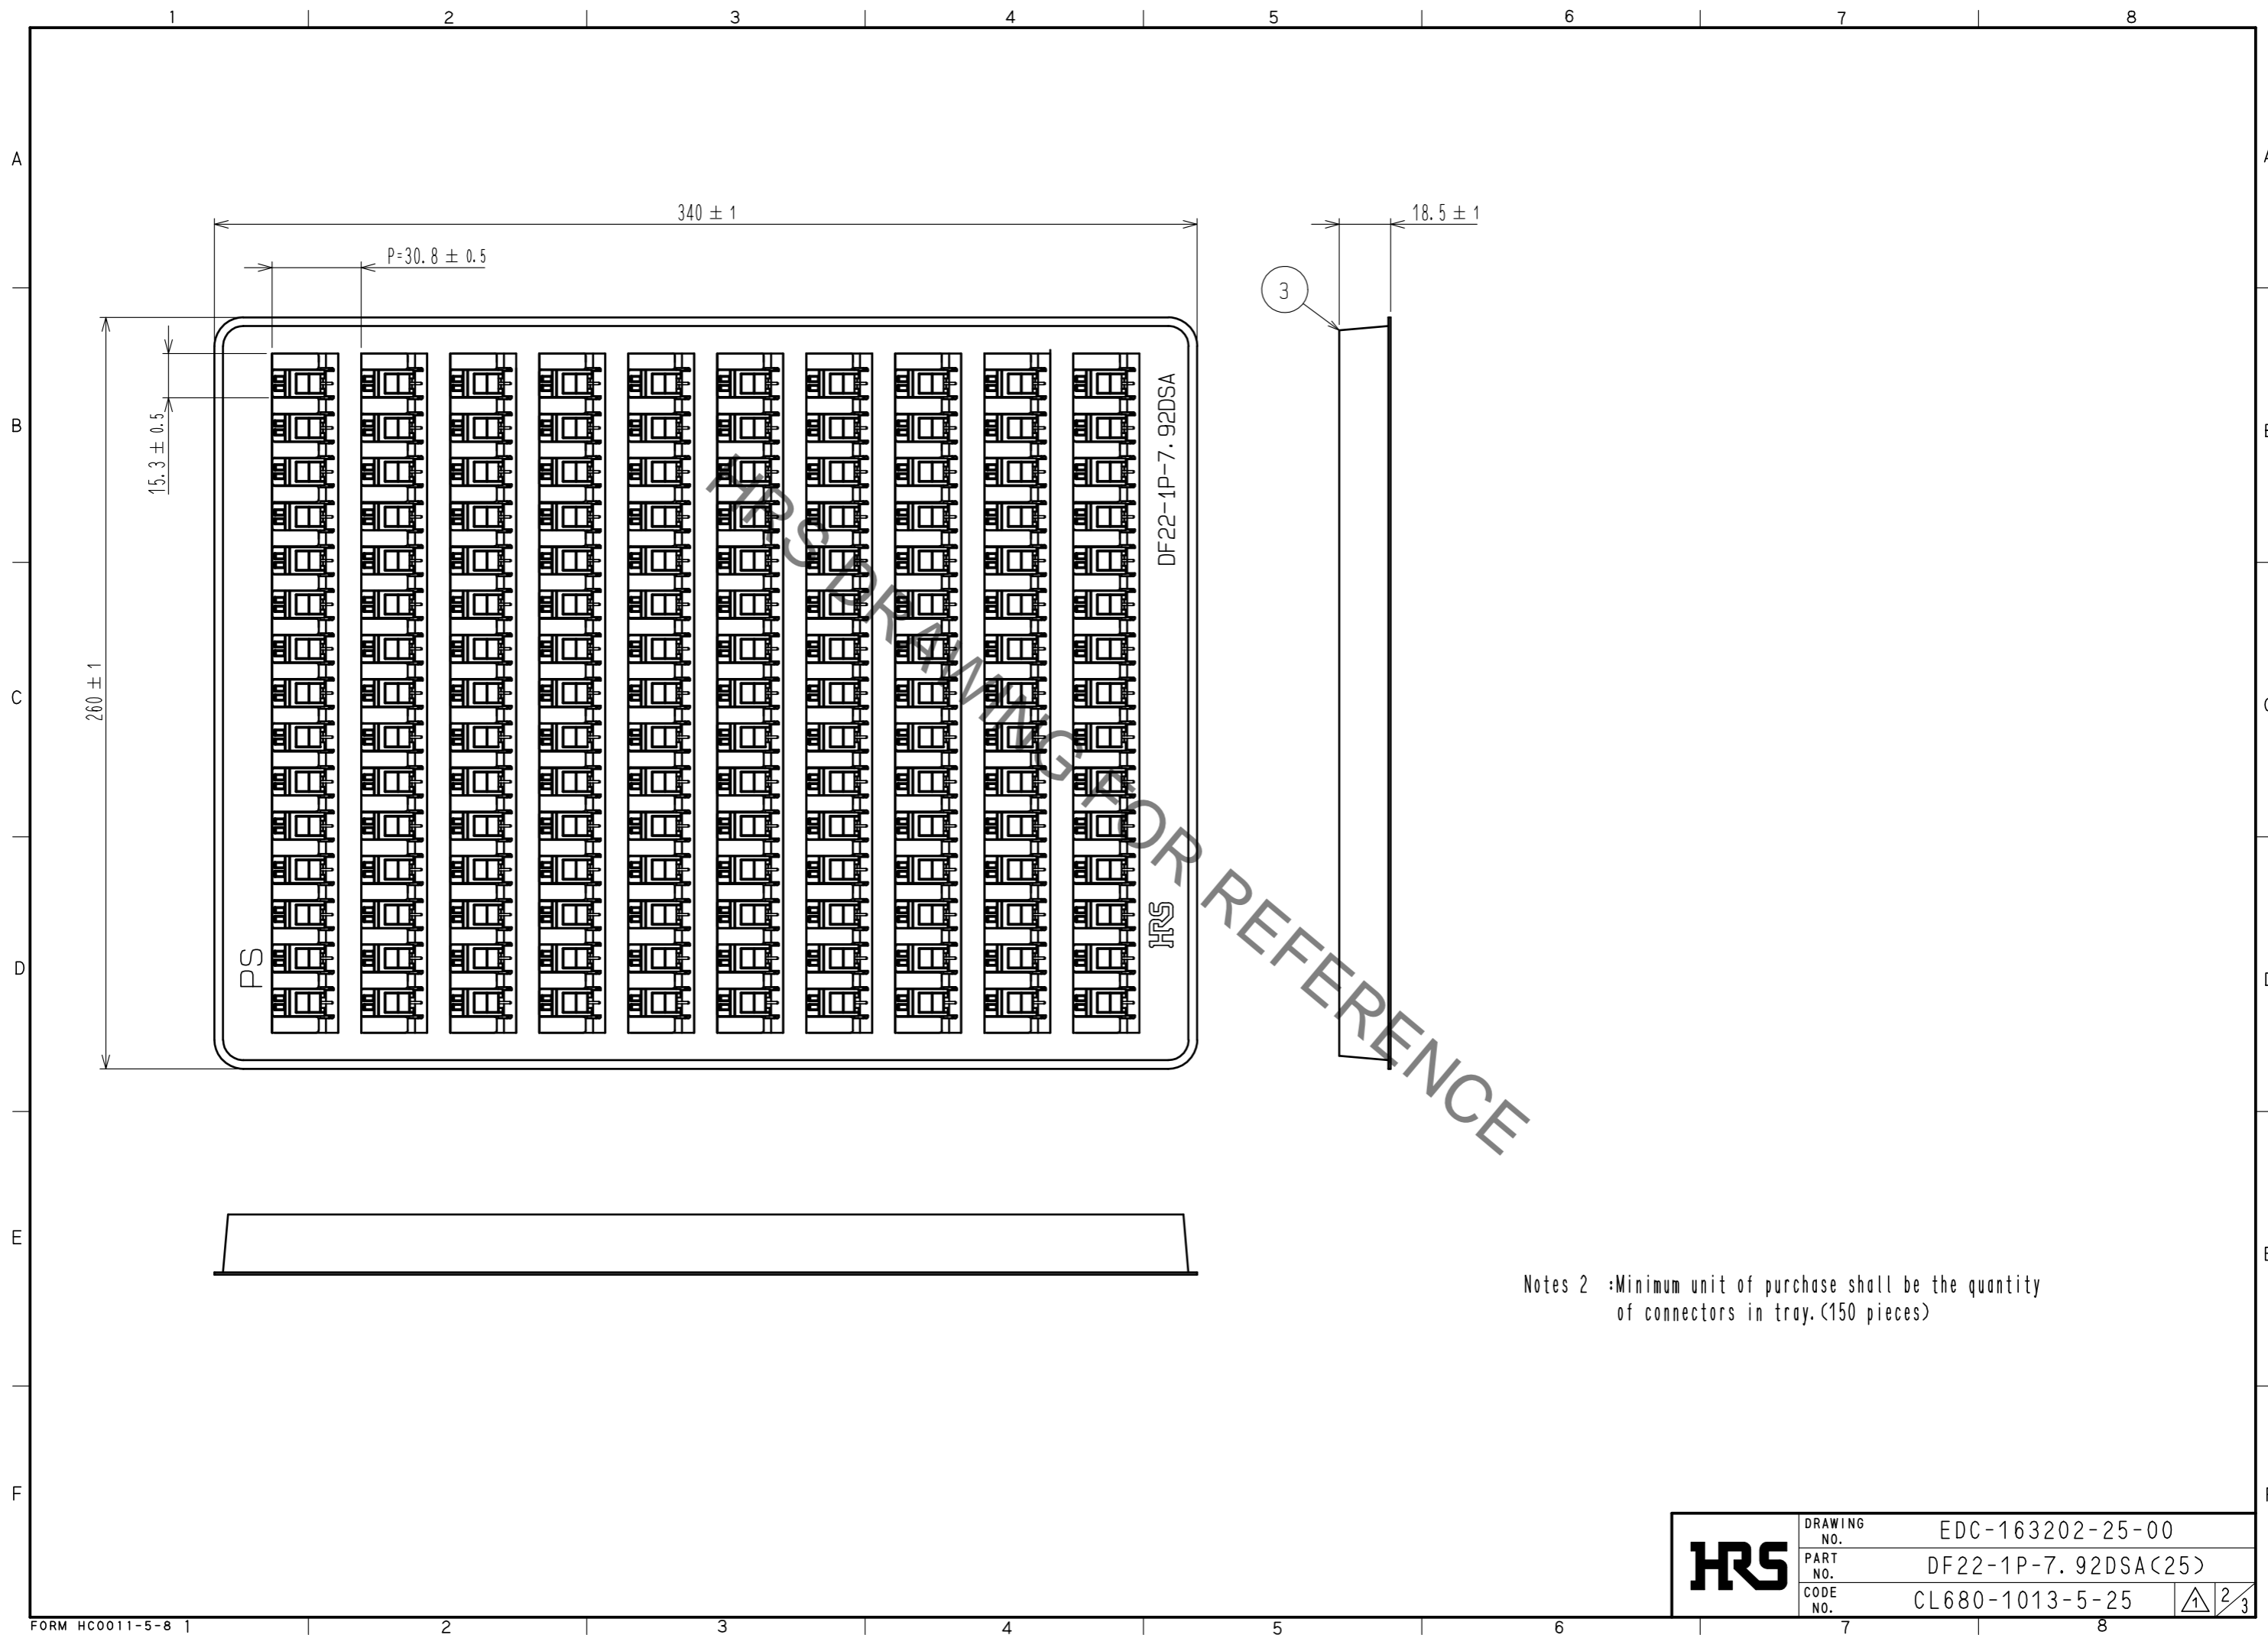 1 2 3 4 5 6 7 8
A
340 ± 1
18.5 ± 1
P=30.8 ± 0.5
3
15.3 ± 0.5
B
DF22-1P-7.92DSA
260 ± 1
C
HRS DRAWING FOR REFERENCE
PS
HRS
D
E
Notes 2 :Minimum unit of purchase shall be the quantity
of connectors in tray.(150 pieces)
F
HRS
DRAWING NO. EDC-163202-25-00
PART NO. DF22-1P-7.92DSA(25)
CODE NO. CL680-1013-5-25 1 2/3
FORM HC0011-5-8 1 2 3 4 5 6 7 8